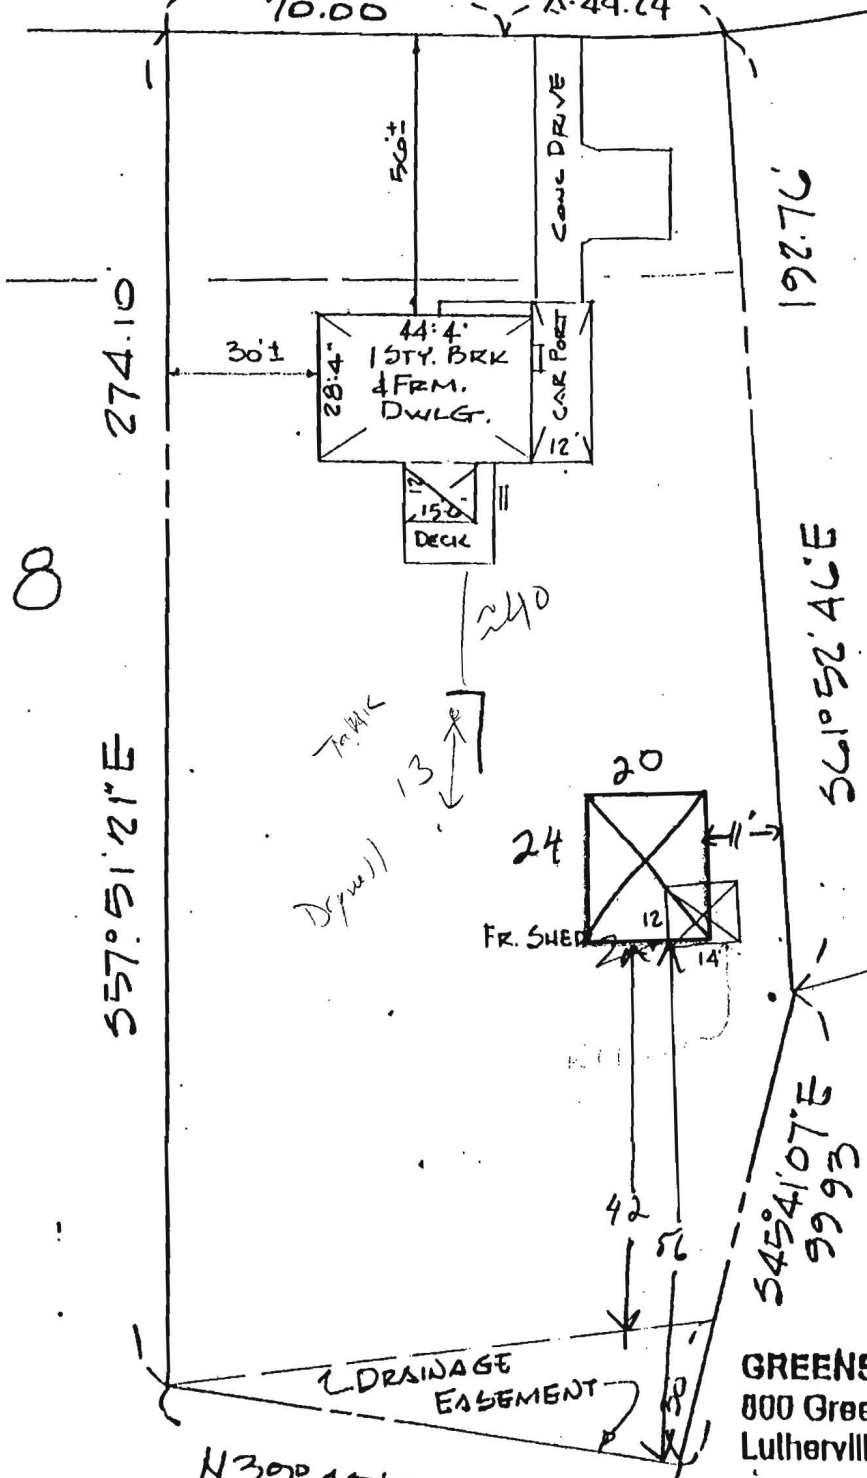 70.00
A=44.24
56'±
CONC DRIVE
192.76'
274.10'
30'±
44'.4"
28'.4"
1 STY. BRK
& FRM.
DWLG.
CAR PORT
12'
12
15'0"
DECK
8
≈40
S61°52'46"E
Tank
13
S57°51'21"E
20
24
11'
Drywell
FR. SHED
12
14'
S45°41'07"E
99.93
42
56
DRAINAGE
EASEMENT
30
GREENS
800 Gree
Luthervill